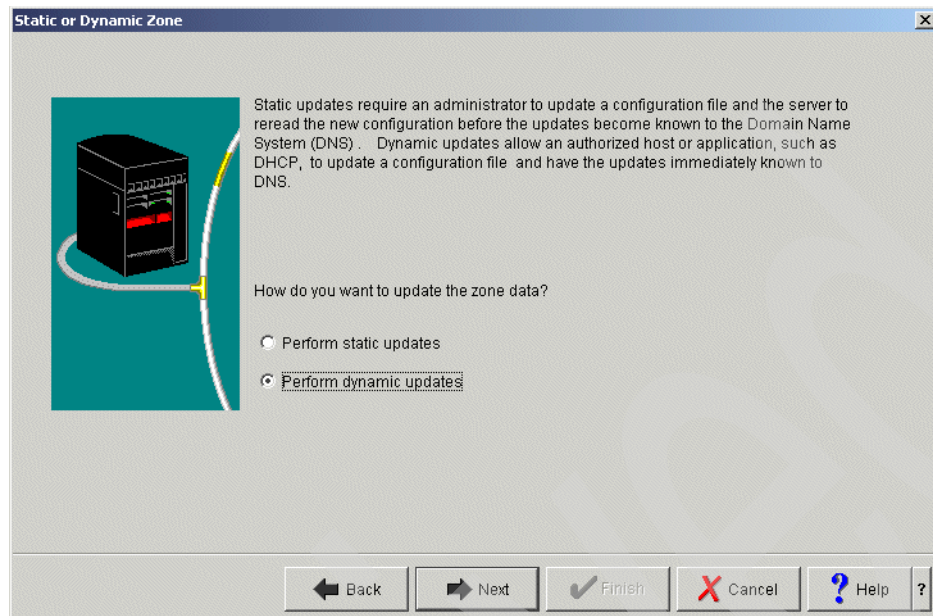 Static or Dynamic Zone
Static updates require an administrator to update a configuration file and the server to
reread the new configuration before the updates become known to the Domain Name
System (DNS) .   Dynamic updates allow an authorized host or application, such as
DHCP,  to update a configuration file  and have the updates immediately known to
DNS.
How do you want to update the zone data?
Perform static updates
Perform dynamic updates
Back
Next
Finish
Cancel
? Help
?